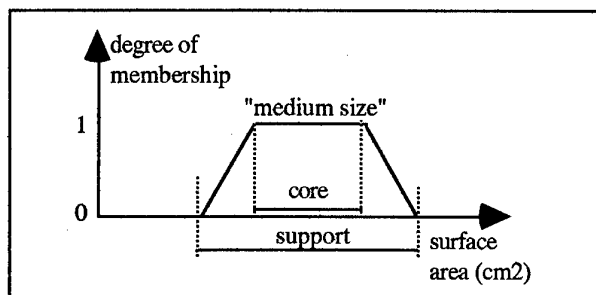 degree of
membership
"medium size"
1
core
0
support
surface
area (cm2)